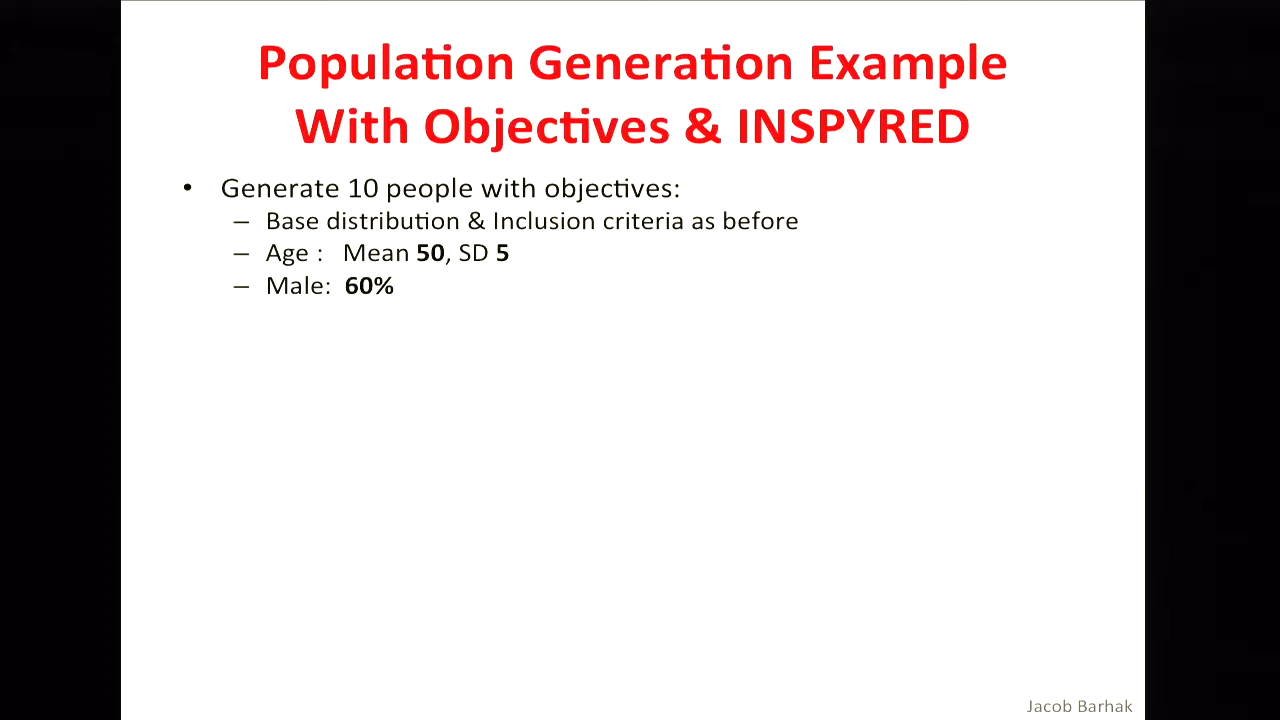 Population Generation Example
With Objectives & INSPYRED
• Generate 10 people with objectives:
– Base distribution & Inclusion criteria as before
– Age : Mean 50, SD 5
– Male: 60%
Jacob Barhak